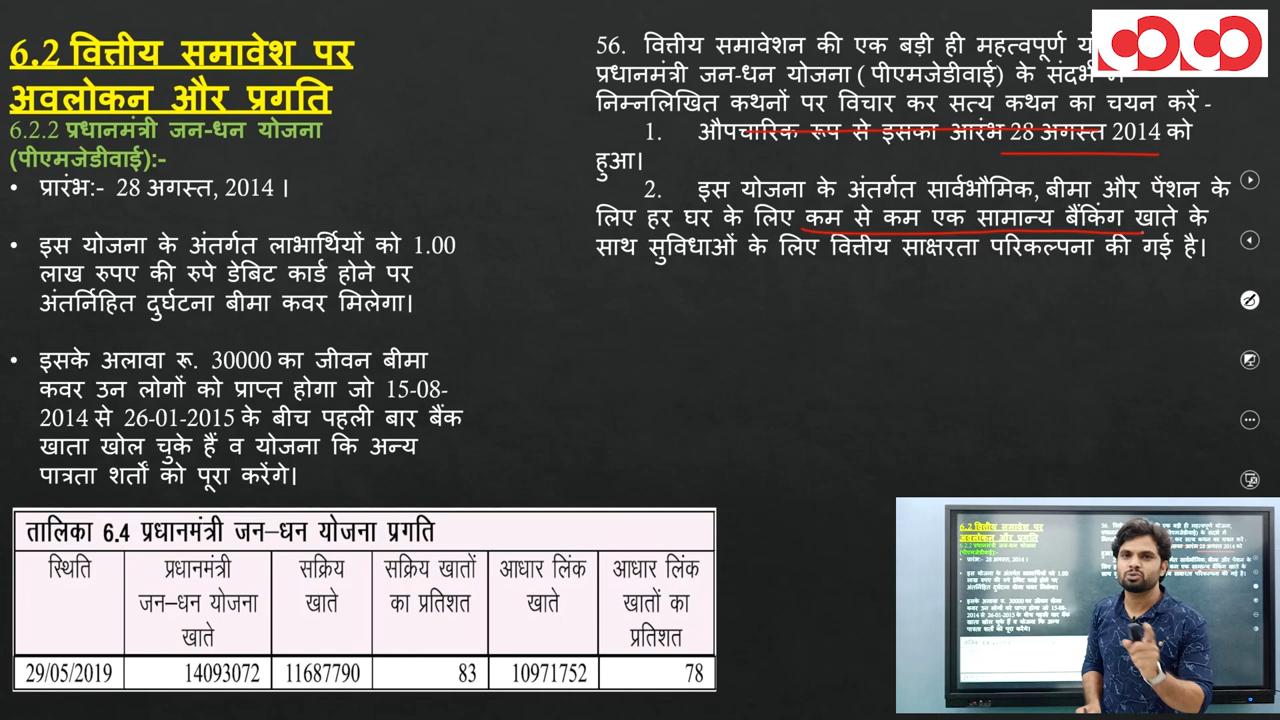 6.2 वित्तीय समावेश पर
अवलोकन और प्रगति
6.2.2 प्रधानमंत्री जन-धन योजना
(पीएमजेडीवाई):-
• प्रारंभ:- 28 अगस्त, 2014 ।
• इस योजना के अंतर्गत लाभार्थियों को 1.00
लाख रुपए की रुपे डेबिट कार्ड होने पर
अंतर्निहित दुर्घटना बीमा कवर मिलेगा।
• इसके अलावा रू. 30000 का जीवन बीमा
कवर उन लोगों को प्राप्त होगा जो 15-08-
2014 से 26-01-2015 के बीच पहली बार बैंक
खाता खोल चुके हैं व योजना कि अन्य
पात्रता शर्तों को पूरा करेंगे।
तालिका 6.4 प्रधानमंत्री जन–धन योजना प्रगति
स्थिति प्रधानमंत्री जन–धन योजना खाते सक्रिय खाते सक्रिय खातों का प्रतिशत आधार लिंक खाते आधार लिंक खातों का प्रतिशत
29/05/2019 14093072 11687790 83 10971752 78
56. वित्तीय समावेशन की एक बड़ी ही महत्वपूर्ण
प्रधानमंत्री जन-धन योजना ( पीएमजेडीवाई) के संदर्भ
निम्नलिखित कथनों पर विचार कर सत्य कथन का चयन करें -
1. औपचारिक रूप से इसका आरंभ 28 अगस्त 2014 को
हुआ।
2. इस योजना के अंतर्गत सार्वभौमिक, बीमा और पेंशन के
लिए हर घर के लिए कम से कम एक सामान्य बैंकिंग खाते के
साथ सुविधाओं के लिए वित्तीय साक्षरता परिकल्पना की गई है।